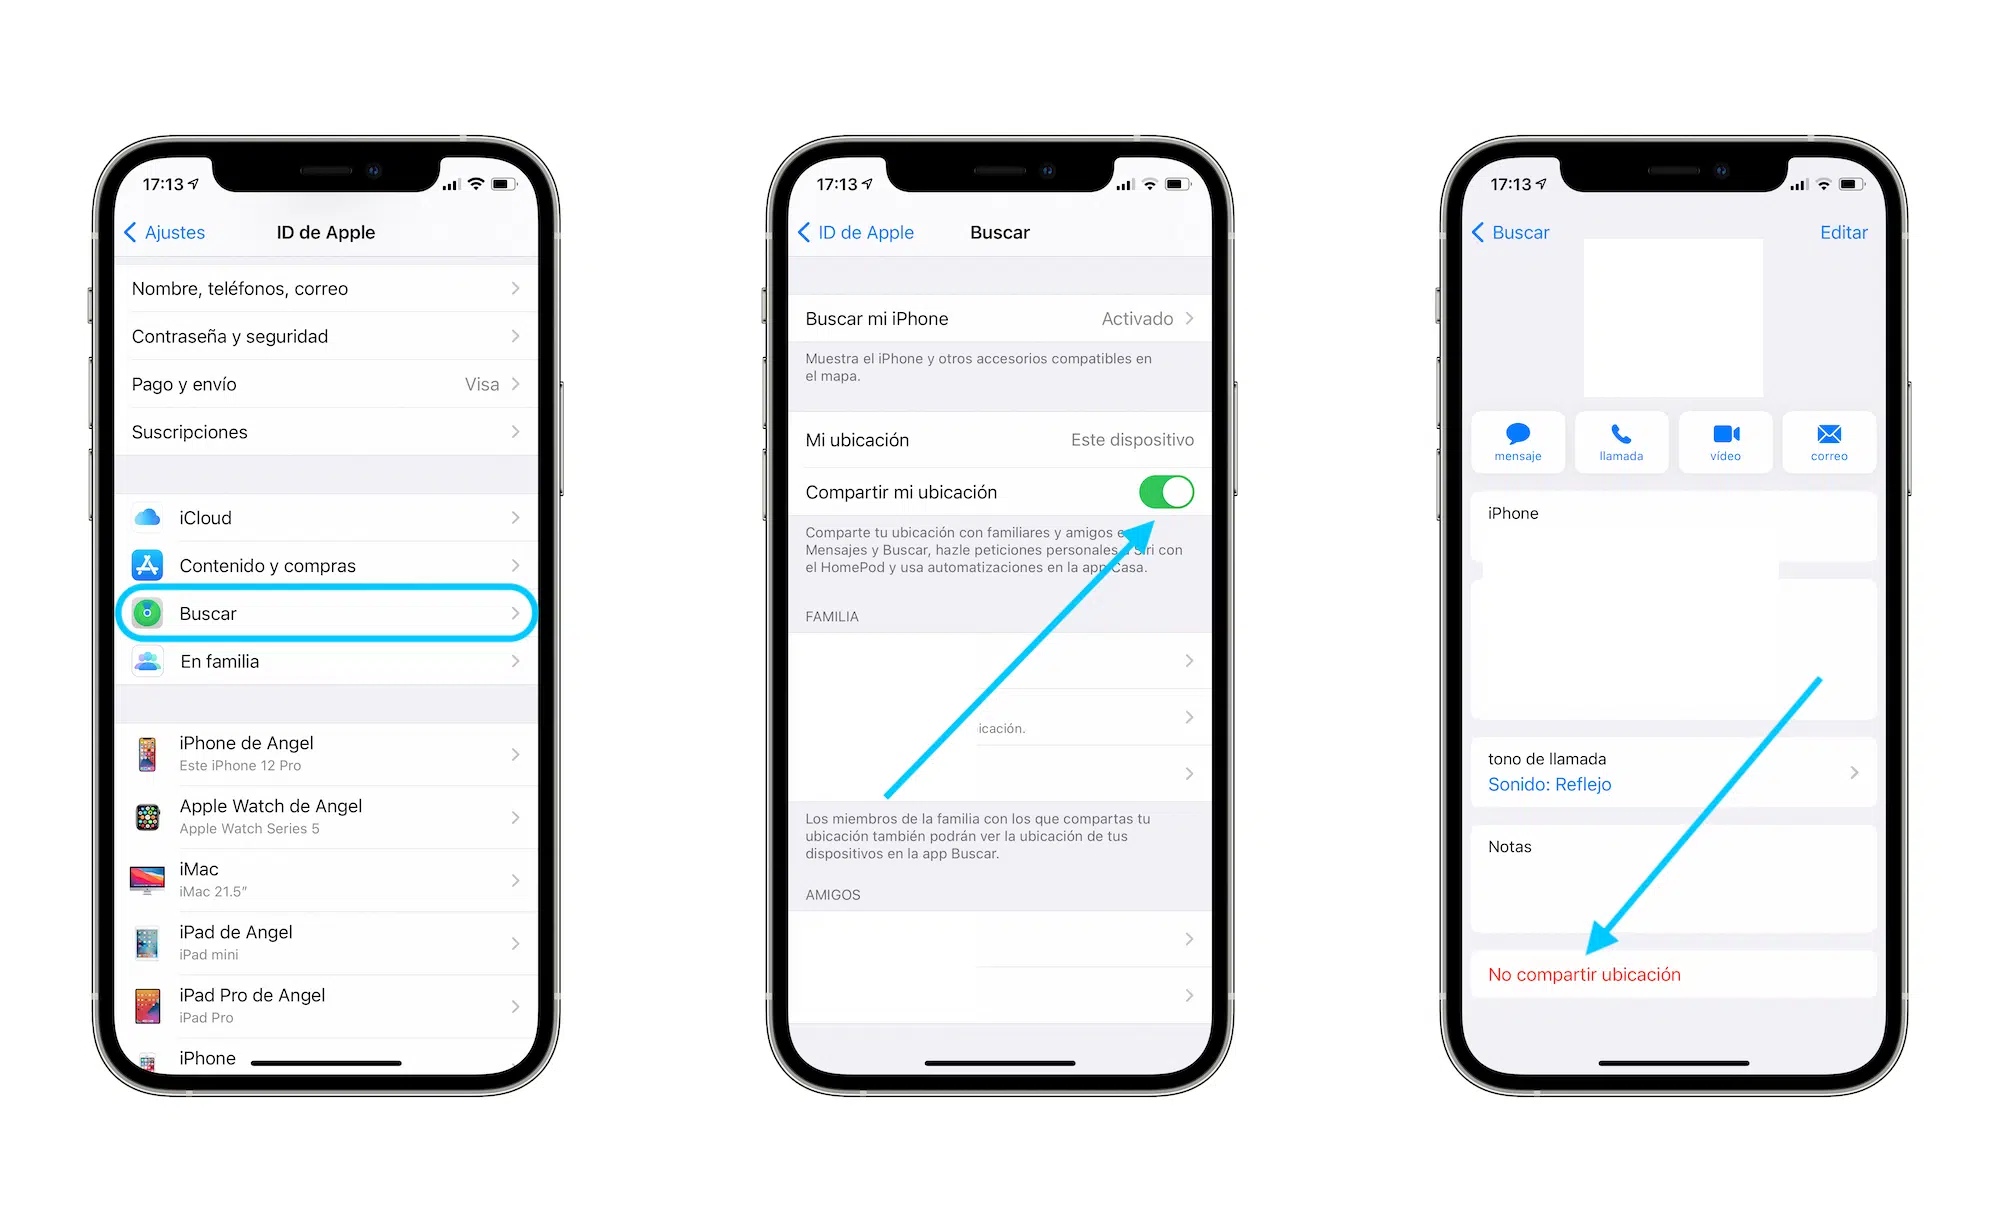 17:13
Ajustes
ID de Apple
Nombre, teléfonos, correo
Contraseña y seguridad
Pago y envío
Visa
Suscripciones
iCloud
Contenido y compras
Buscar
En familia
iPhone de Angel
Este iPhone 12 Pro
Apple Watch de Angel
Apple Watch Series 5
iMac
iMac 21.5”
iPad de Angel
iPad mini
iPad Pro de Angel
iPad Pro
iPhone
17:13
ID de Apple
Buscar
Buscar mi iPhone
Activado
Muestra el iPhone y otros accesorios compatibles en
el mapa.
Mi ubicación
Este dispositivo
Compartir mi ubicación
Comparte tu ubicación con familiares y amigos
Mensajes y Buscar, hazle peticiones personales a Siri con
el HomePod y usa automatizaciones en la app Casa.
FAMILIA
icación.
Los miembros de la familia con los que compartas tu
ubicación también podrán ver la ubicación de tus
dispositivos en la app Buscar.
AMIGOS
17:13
Buscar
Editar
mensaje
llamada
vídeo
correo
iPhone
tono de llamada
Sonido: Reflejo
Notas
No compartir ubicación